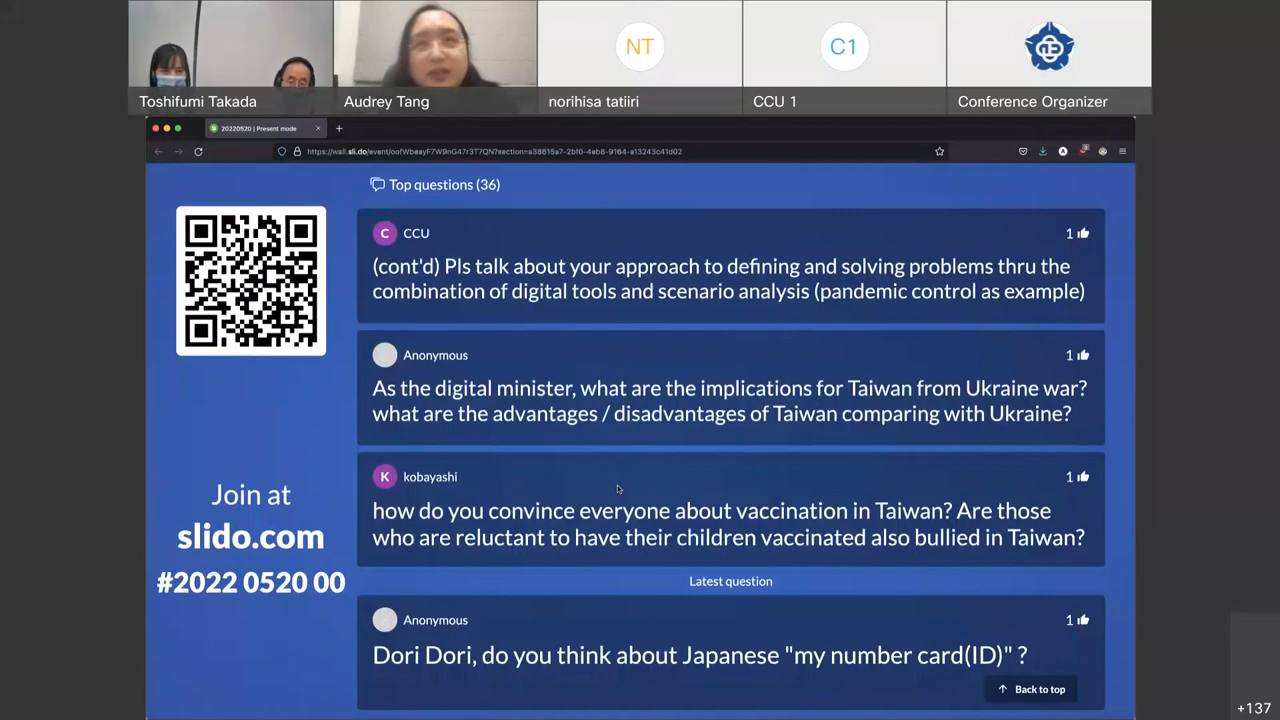 NT
C1
Toshifumi Takada
Audrey Tang
norihisa tatiiri
CCU 1
Conference Organizer
20220520 | Present mode
Top questions (36)
C CCU
1
(cont'd) Pls talk about your approach to defining and solving problems thru the
combination of digital tools and scenario analysis (pandemic control as example)
Anonymous
1
As the digital minister, what are the implications for Taiwan from Ukraine war?
what are the advantages / disadvantages of Taiwan comparing with Ukraine?
K kobayashi
1
how do you convince everyone about vaccination in Taiwan? Are those
who are reluctant to have their children vaccinated also bullied in Taiwan?
Latest question
Anonymous
1
Dori Dori, do you think about Japanese "my number card(ID)" ?
Back to top
Join at
slido.com
#2022 0520 00
+137